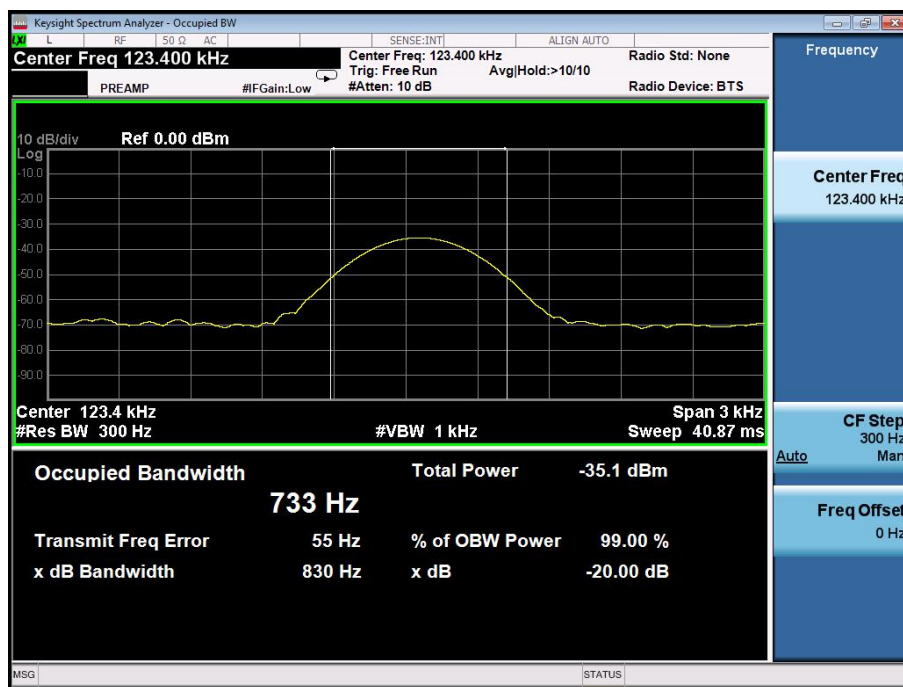 Keysight Spectrum Analyzer - Occupied BW
LXI L RF 50 Ω AC SENSE:INT ALIGN AUTO
Center Freq 123.400 kHz
Center Freq: 123.400 kHz Radio Std: None
Trig: Free Run Avg|Hold:>10/10
PREAMP #IFGain:Low #Atten: 10 dB Radio Device: BTS
10 dB/div Ref 0.00 dBm
Log
-10.0
-20.0
-30.0
-40.0
-50.0
-60.0
-70.0
-80.0
-90.0
Center 123.4 kHz Span 3 kHz
#Res BW 300 Hz #VBW 1 kHz Sweep 40.87 ms
Occupied Bandwidth Total Power -35.1 dBm
733 Hz
Transmit Freq Error 55 Hz % of OBW Power 99.00 %
x dB Bandwidth 830 Hz x dB -20.00 dB
MSG STATUS
Frequency
Center Freq
123.400 kHz
CF Step
300 Hz
Auto Man
Freq Offset
0 Hz